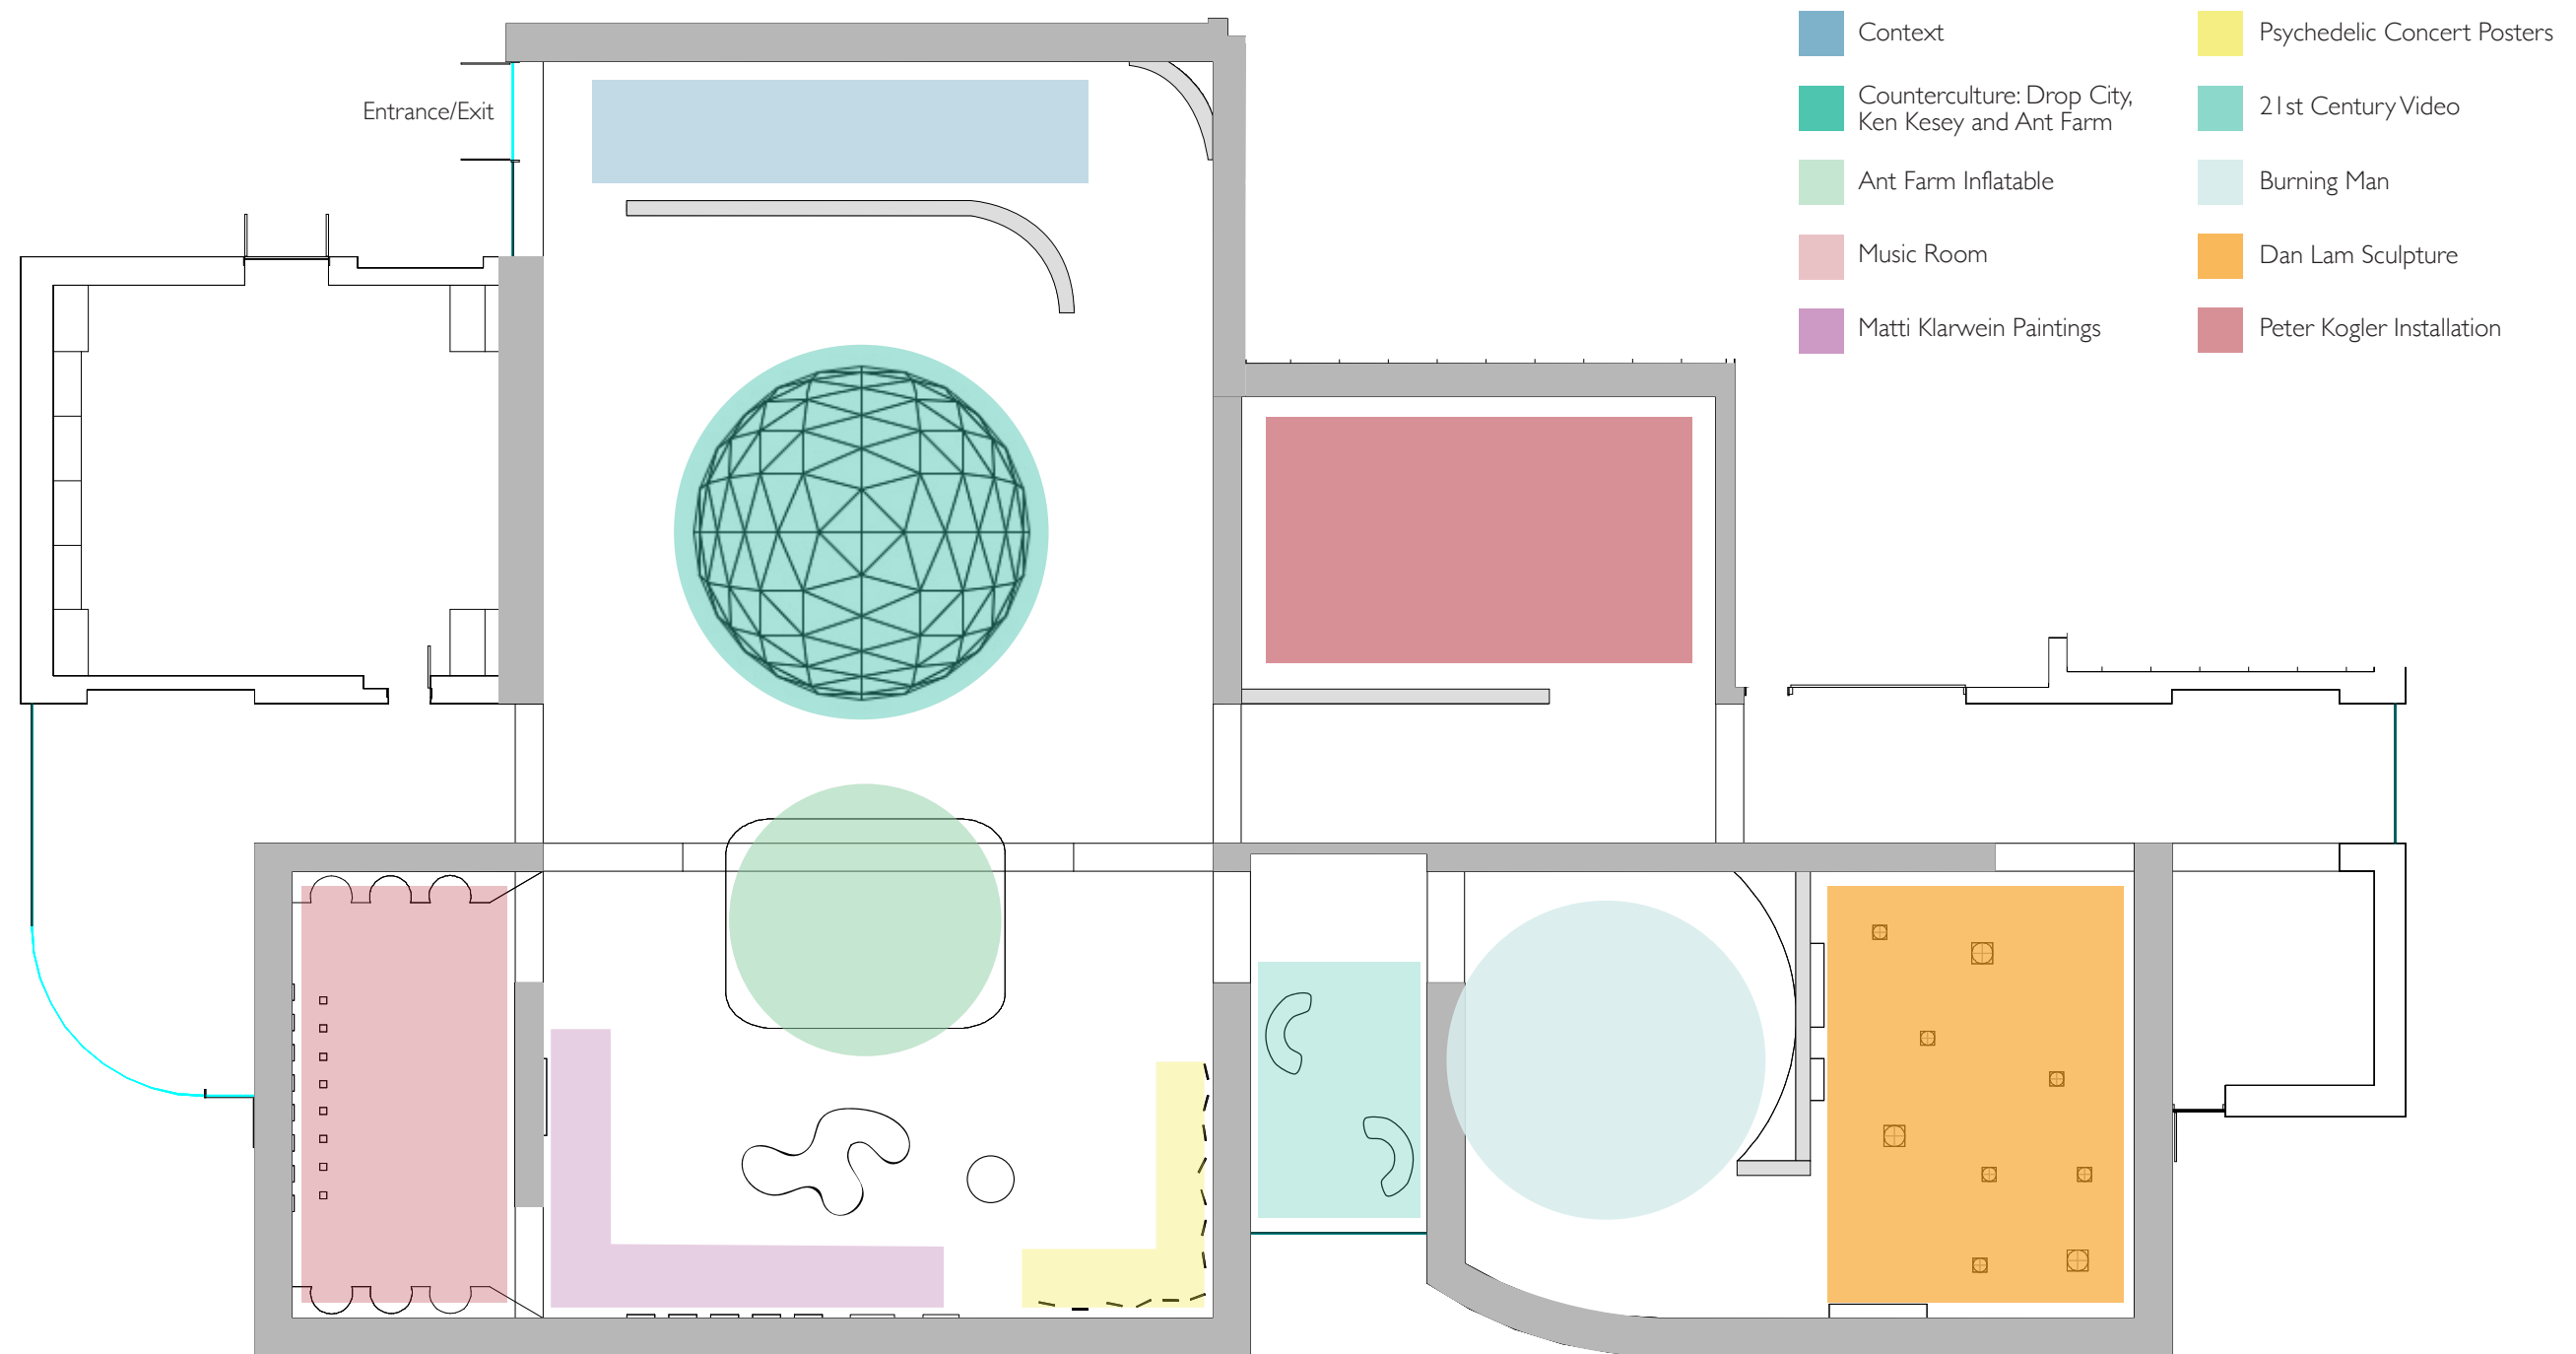 Entrance/Exit
Context
Counterculture: Drop City,
Ken Kesey and Ant Farm
Ant Farm Inflatable
Music Room
Matti Klarwein Paintings
Psychedelic Concert Posters
21st Century Video
Burning Man
Dan Lam Sculpture
Peter Kogler Installation